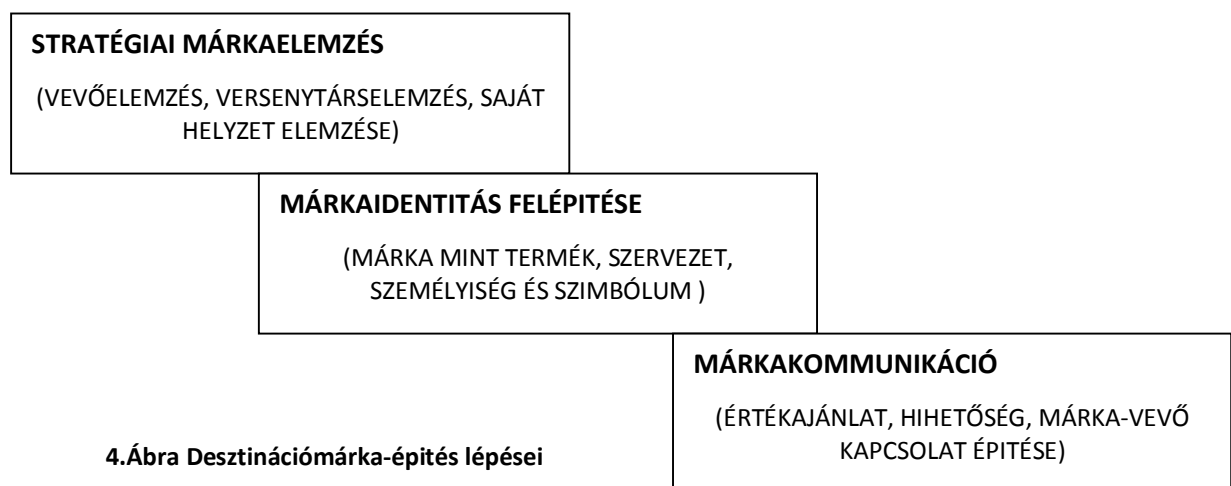 STRATÉGIAI MÁRKAELEMZÉS
(VEVŐELEMZÉS, VERSENYTÁRSELEMZÉS, SAJÁT
HELYZET ELEMZÉSE)
MÁRKAIDENTITÁS FELÉPITÉSE
(MÁRKA MINT TERMÉK, SZERVEZET,
SZEMÉLYISÉG ÉS SZIMBÓLUM )
MÁRKAKOMMUNIKÁCIÓ
(ÉRTÉKAJÁNLAT, HIHETŐSÉG, MÁRKA-VEVŐ
KAPCSOLAT ÉPITÉSE)
4.Ábra Desztinációmárka-építés lépései